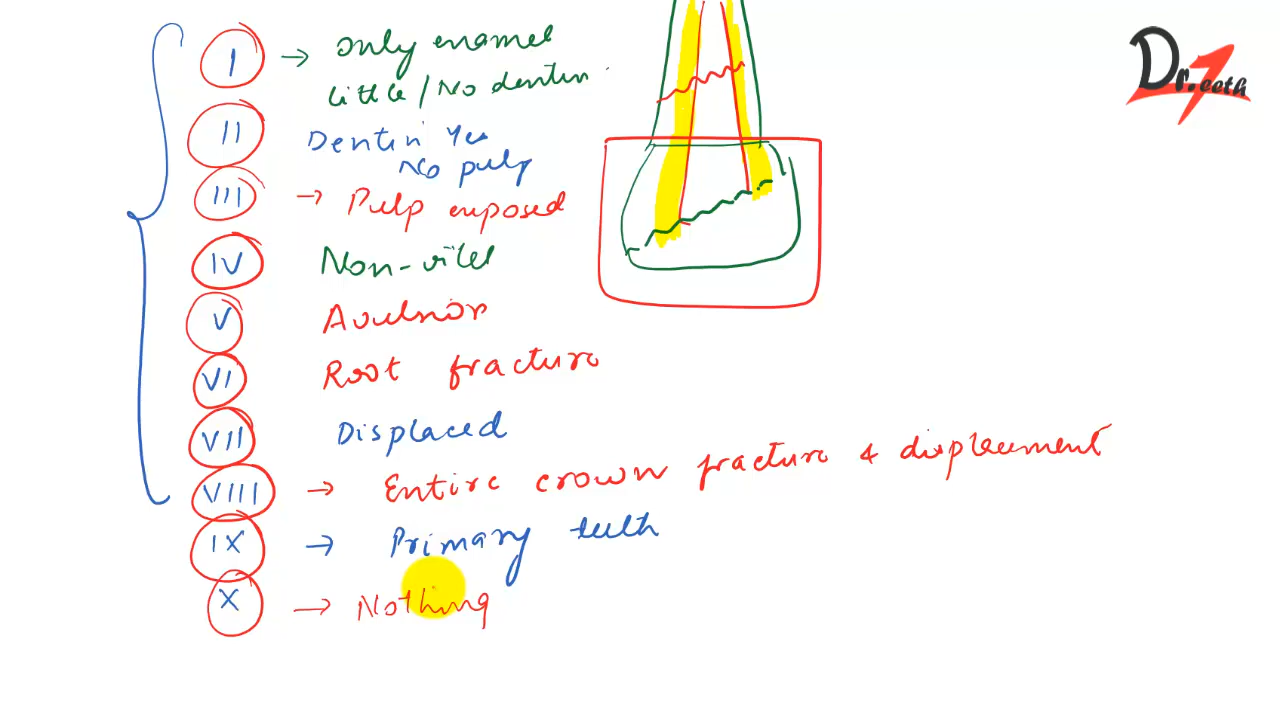 I → only enamel
little / No dentin
II Dentin Yes
No pulp
III → Pulp exposed
IV Non-vital
V Avulsion
VI Root fracture
VII Displaced
VIII → Entire crown fracture & displacement
IX → Primary teeth
X → Nothing
Dr.eeth